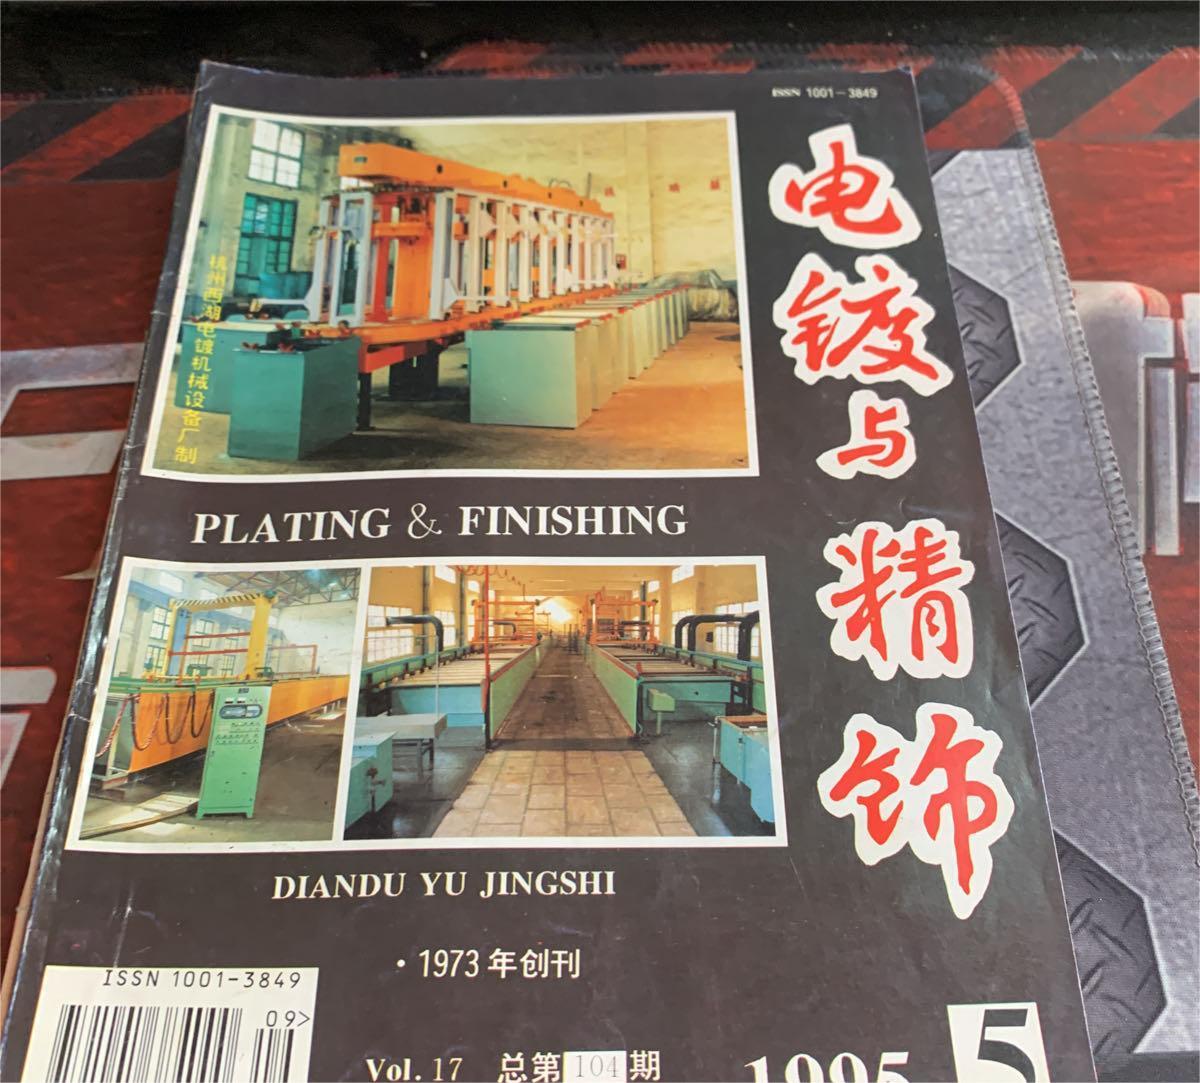 ISSN 1001-3849
电镀与精饰
杭州西湖电镀机械设备厂制
PLATING & FINISHING
DIANDU YU JINGSHI
·1973年创刊
ISSN 1001-3849
09>
Vol. 17 总第104期
1995
5